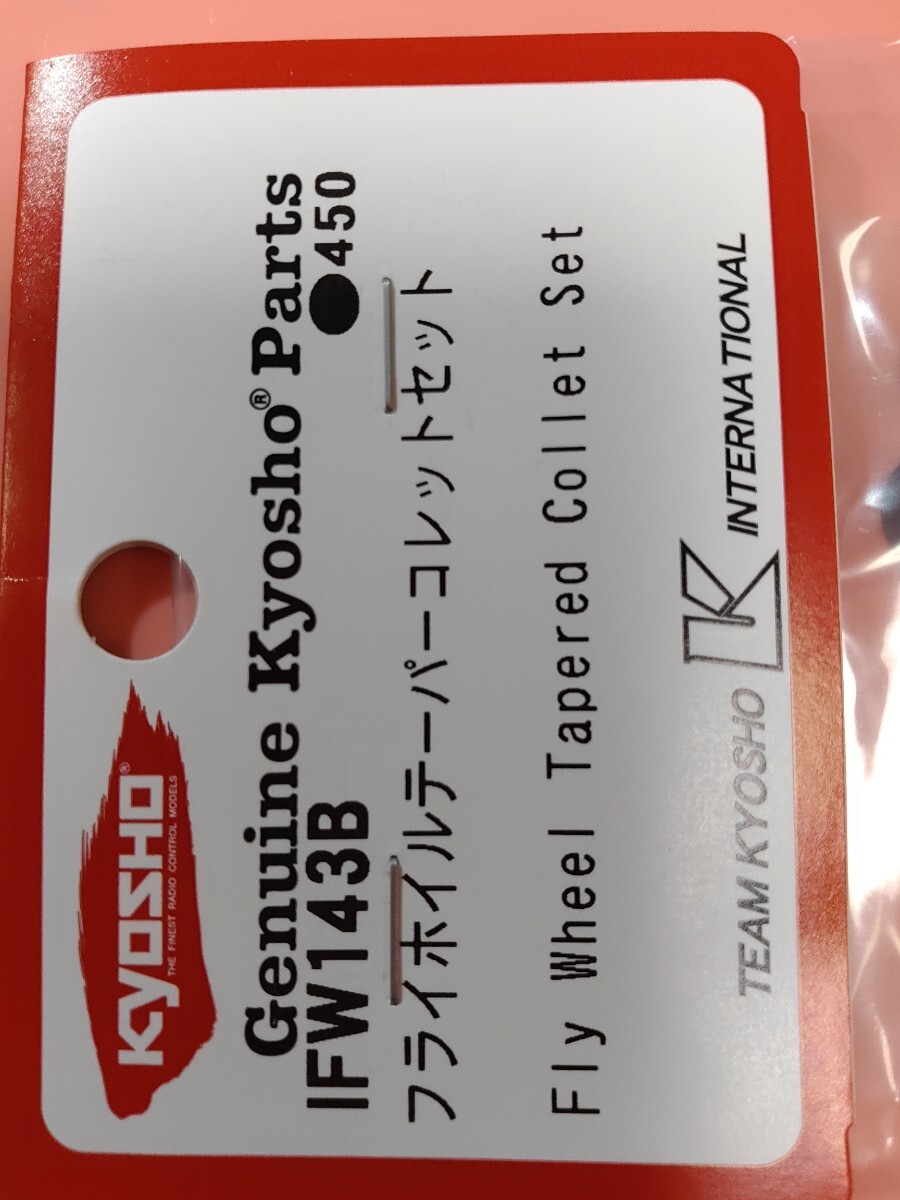 KYOSHO®
THE FINEST RADIO CONTROL MODELS
Genuine Kyosho® Parts
IFW143B ●450
フライホイルテーパーコレットセット
Fly Wheel Tapered Collet Set
TEAM KYOSHO K INTERNATIONAL